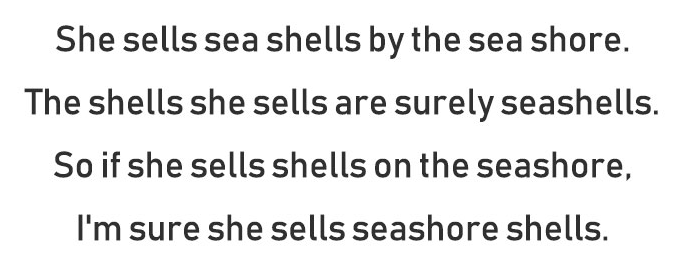 She sells sea shells by the sea shore.
The shells she sells are surely seashells.
So if she sells shells on the seashore,
I'm sure she sells seashore shells.